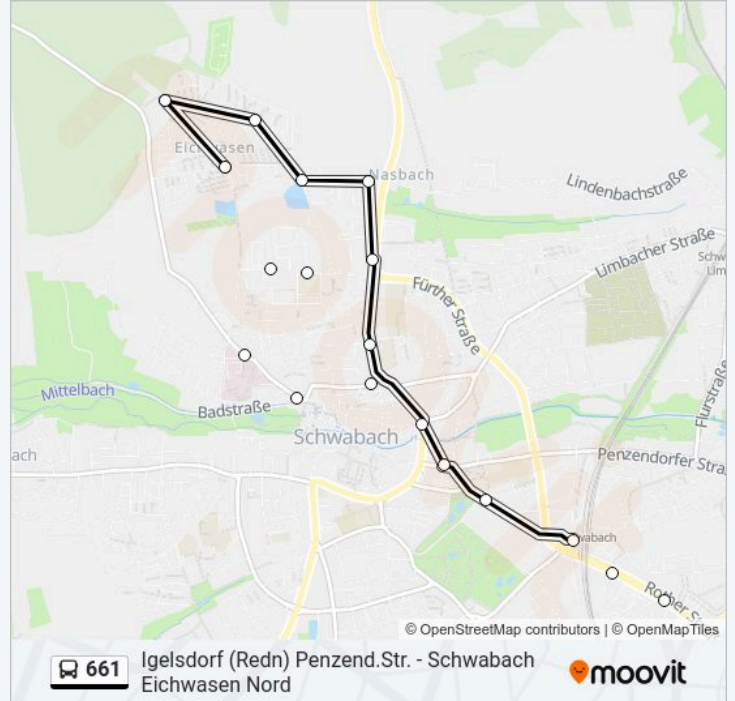 Eichwasen
Nasbach
Lindenbachstraße
Limbacher Straße
Fürther Straße
Flurstraße
Mittelbach
Badstraße
Schwabach
ach
Penzendorfer Stra
wabach
Rother S
© OpenStreetMap contributors | © OpenMapTiles
661
Igelsdorf (Redn) Penzend.Str. - Schwabach
Eichwasen Nord
moovit